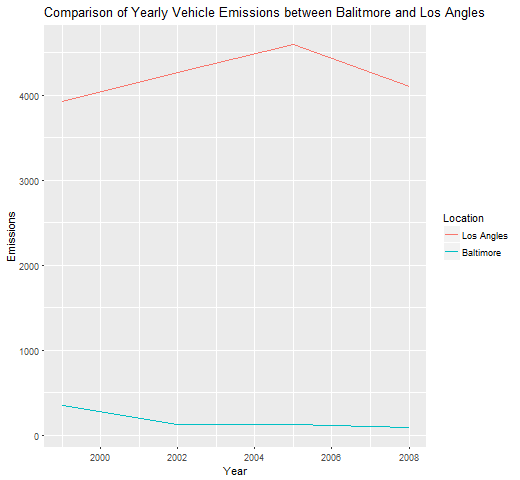 Comparison of Yearly Vehicle Emissions between Balitmore and Los Angles
Emissions
4000
3000
2000
1000
0
2000 2002 2004 2006 2008
Year
Location
Los Angles
Baltimore